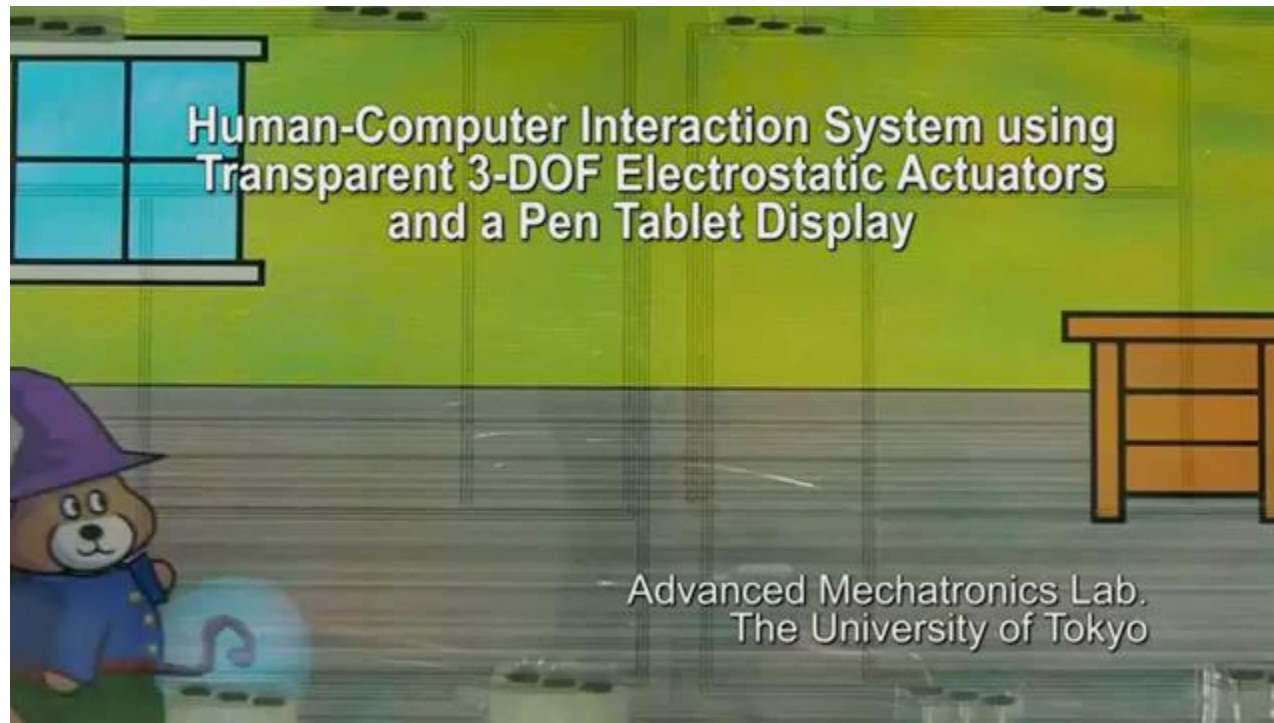 Human-Computer Interaction System using
Transparent 3-DOF Electrostatic Actuators
and a Pen Tablet Display
Advanced Mechatronics Lab.
The University of Tokyo